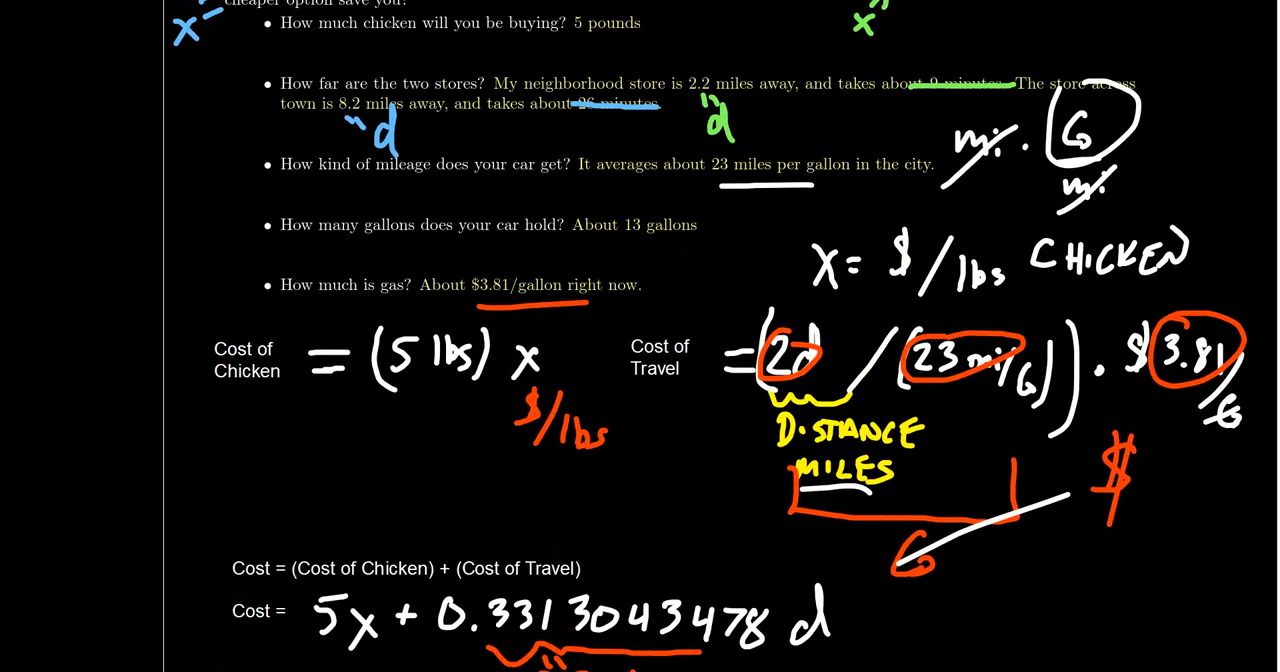 cheaper option save you?
x
• How much chicken will you be buying? 5 pounds
x
• How far are the two stores? My neighborhood store is 2.2 miles away, and takes about 9 minutes. The store across
town is 8.2 miles away, and takes about 26 minutes.
d
d
mi. · G
mi.
• How kind of mileage does your car get? It averages about 23 miles per gallon in the city.
• How many gallons does your car hold? About 13 gallons
x = $/lbs CHICKEN
• How much is gas? About $3.81/gallon right now.
Cost of Chicken = (5 lbs) x
$/lbs
Cost of Travel = (2d / (23 mi/G)) · $3.81/G
DISTANCE
MILES
$
G
Cost = (Cost of Chicken) + (Cost of Travel)
Cost = 5x + 0.3313043478 d